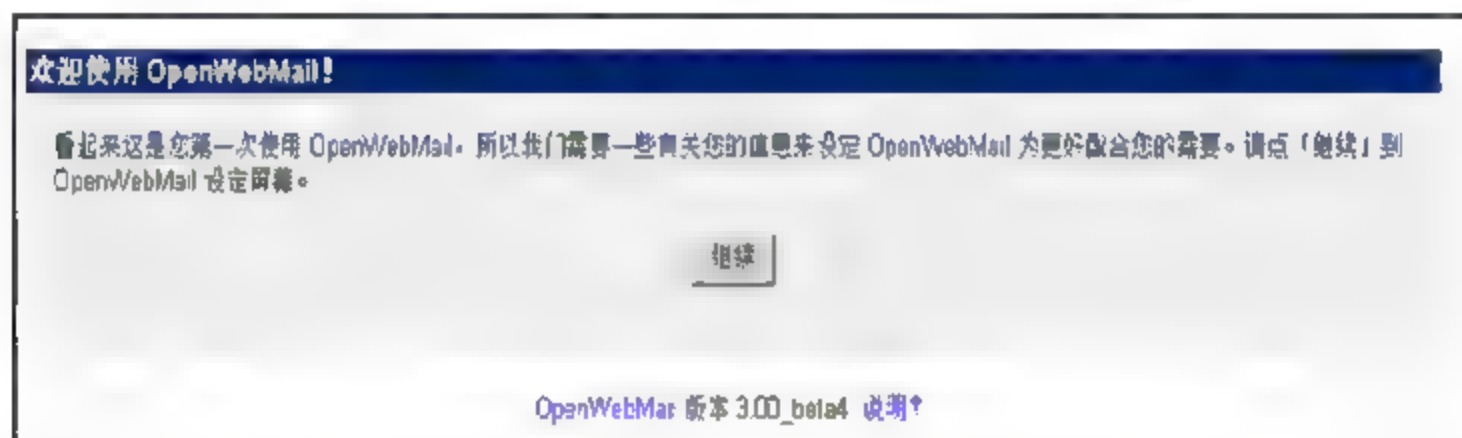 欢迎使用 OpenWebMail!
看起来这是您第一次使用 OpenWebMail。所以我们需要一些有关您的信息来设定 OpenWebMail 为更好配合您的需要。请点「继续」到
OpenWebMail 设定屏幕。
继续
OpenWebMail 版本 3.00_beta4 说明?